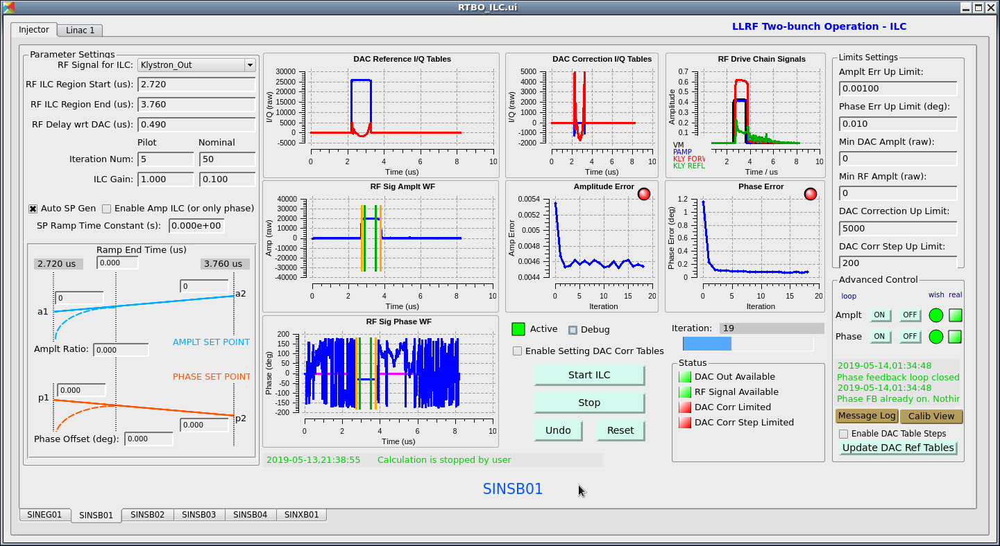 RTBO_ILC.ui
Injector
Linac 1
LLRF Two-bunch Operation - ILC
Parameter Settings
RF Signal for ILC: Klystron_Out
RF ILC Region Start (us): 2.720
RF ILC Region End (us): 3.760
RF Delay wrt DAC (us): 0.490
Pilot Nominal
Iteration Num: 5 50
ILC Gain: 1.000 0.100
Auto SP Gen Enable Amp ILC (or only phase)
SP Ramp Time Constant (s): 0.000e+00
Ramp End Time (us)
2.720 us 0.000 3.760 us
0
0
a2
a1
AMPLT SET POINT
Amplt Ratio: 0.000
PHASE SET POINT
0.000
p1
p2
0.000
Phase Offset (deg): 0.000
DAC Reference I/Q Tables
I/Q (raw)
30000
25000
20000
15000
10000
5000
0
-5000
0 2 4 6 8 10
Time (us)
DAC Correction I/Q Tables
I/Q (raw)
5000
4000
3000
2000
1000
0
-1000
-2000
0 2 4 6 8 10
Time (us)
RF Drive Chain Signals
Amplitude
0.7
0.6
0.5
0.4
0.3
0.2
0.1
VM
PAMP
KLY FORW
KLY REFL
2 4 6 8 10
Time / us
RF Sig Amplt WF
Amp (raw)
40000
30000
20000
10000
0
-10000
-20000
-30000
-40000
0 2 4 6 8 10
Time (us)
Amplitude Error
Amp Error
0.0054
0.0052
0.005
0.0048
0.0046
0.0044
0 5 10 15 20
Iteration
Phase Error
Phase Error (deg)
1.2
1
0.8
0.6
0.4
0.2
0
0 5 10 15 20
Iteration
RF Sig Phase WF
Phase (deg)
200
150
100
50
0
-50
-100
-150
-200
0 2 4 6 8 10
Time (us)
Active Debug
Enable Setting DAC Corr Tables
Start ILC
Stop
Undo Reset
Iteration: 19
Status
DAC Out Available
RF Signal Available
DAC Corr Limited
DAC Corr Step Limited
2019-05-13,21:38:55 Calculation is stopped by user
SINSB01
Limits Settings
Amplt Err Up Limit:
0.00100
Phase Err Up Limit (deg):
0.010
Min DAC Amplt (raw):
0
Min RF Amplt (raw):
0
DAC Correction Up Limit:
5000
DAC Corr Step Up Limit:
200
Advanced Control
loop wish real
Amplt ON OFF
Phase ON OFF
2019-05-14,01:34:48
Phase feedback loop closed
2019-05-14,01:34:48
Phase FB already on. Nothir
Message Log Calib View
Enable DAC Table Steps
Update DAC Ref Tables
SINEG01 SINSB01 SINSB02 SINSB03 SINSB04 SINXB01